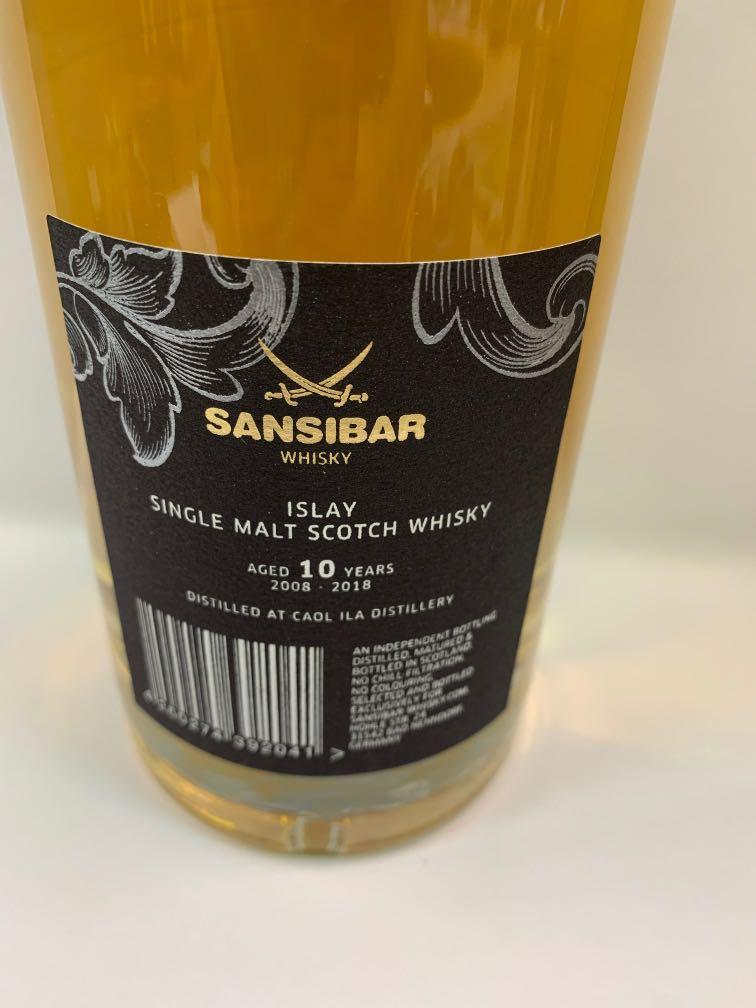 SANSIBAR
WHISKY
ISLAY
SINGLE MALT SCOTCH WHISKY
AGED 10 YEARS
2008 · 2018
DISTILLED AT CAOL ILA DISTILLERY
AN INDEPENDENT BOTTLING
DISTILLED, MATURED &
BOTTLED IN SCOTLAND.
NO CHILL-FILTRATION,
NO COLOURING.
SELECTED AND BOTTLED
EXCLUSIVELY FOR
SANSIBAR-WHISKY.COM
GERMANY
392041 >